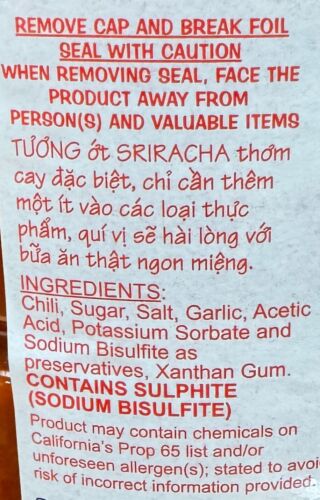 REMOVE CAP AND BREAK FOIL
SEAL WITH CAUTION
WHEN REMOVING SEAL, FACE THE
PRODUCT AWAY FROM
PERSON(S) AND VALUABLE ITEMS
TƯƠNG ớt SRIRACHA thơm
cay đặc biệt, chỉ cần thêm
một ít vào các loại thực
phẩm, quí vị sẽ hài lòng với
bữa ăn thật ngon miệng.
INGREDIENTS:
Chili, Sugar, Salt, Garlic, Acetic
Acid, Potassium Sorbate and
Sodium Bisulfite as
preservatives, Xanthan Gum.
CONTAINS SULPHITE
(SODIUM BISULFITE)
Product may contain chemicals on
California's Prop 65 list and/or
unforeseen allergen(s); stated to avoid
risk of incorrect information provided.